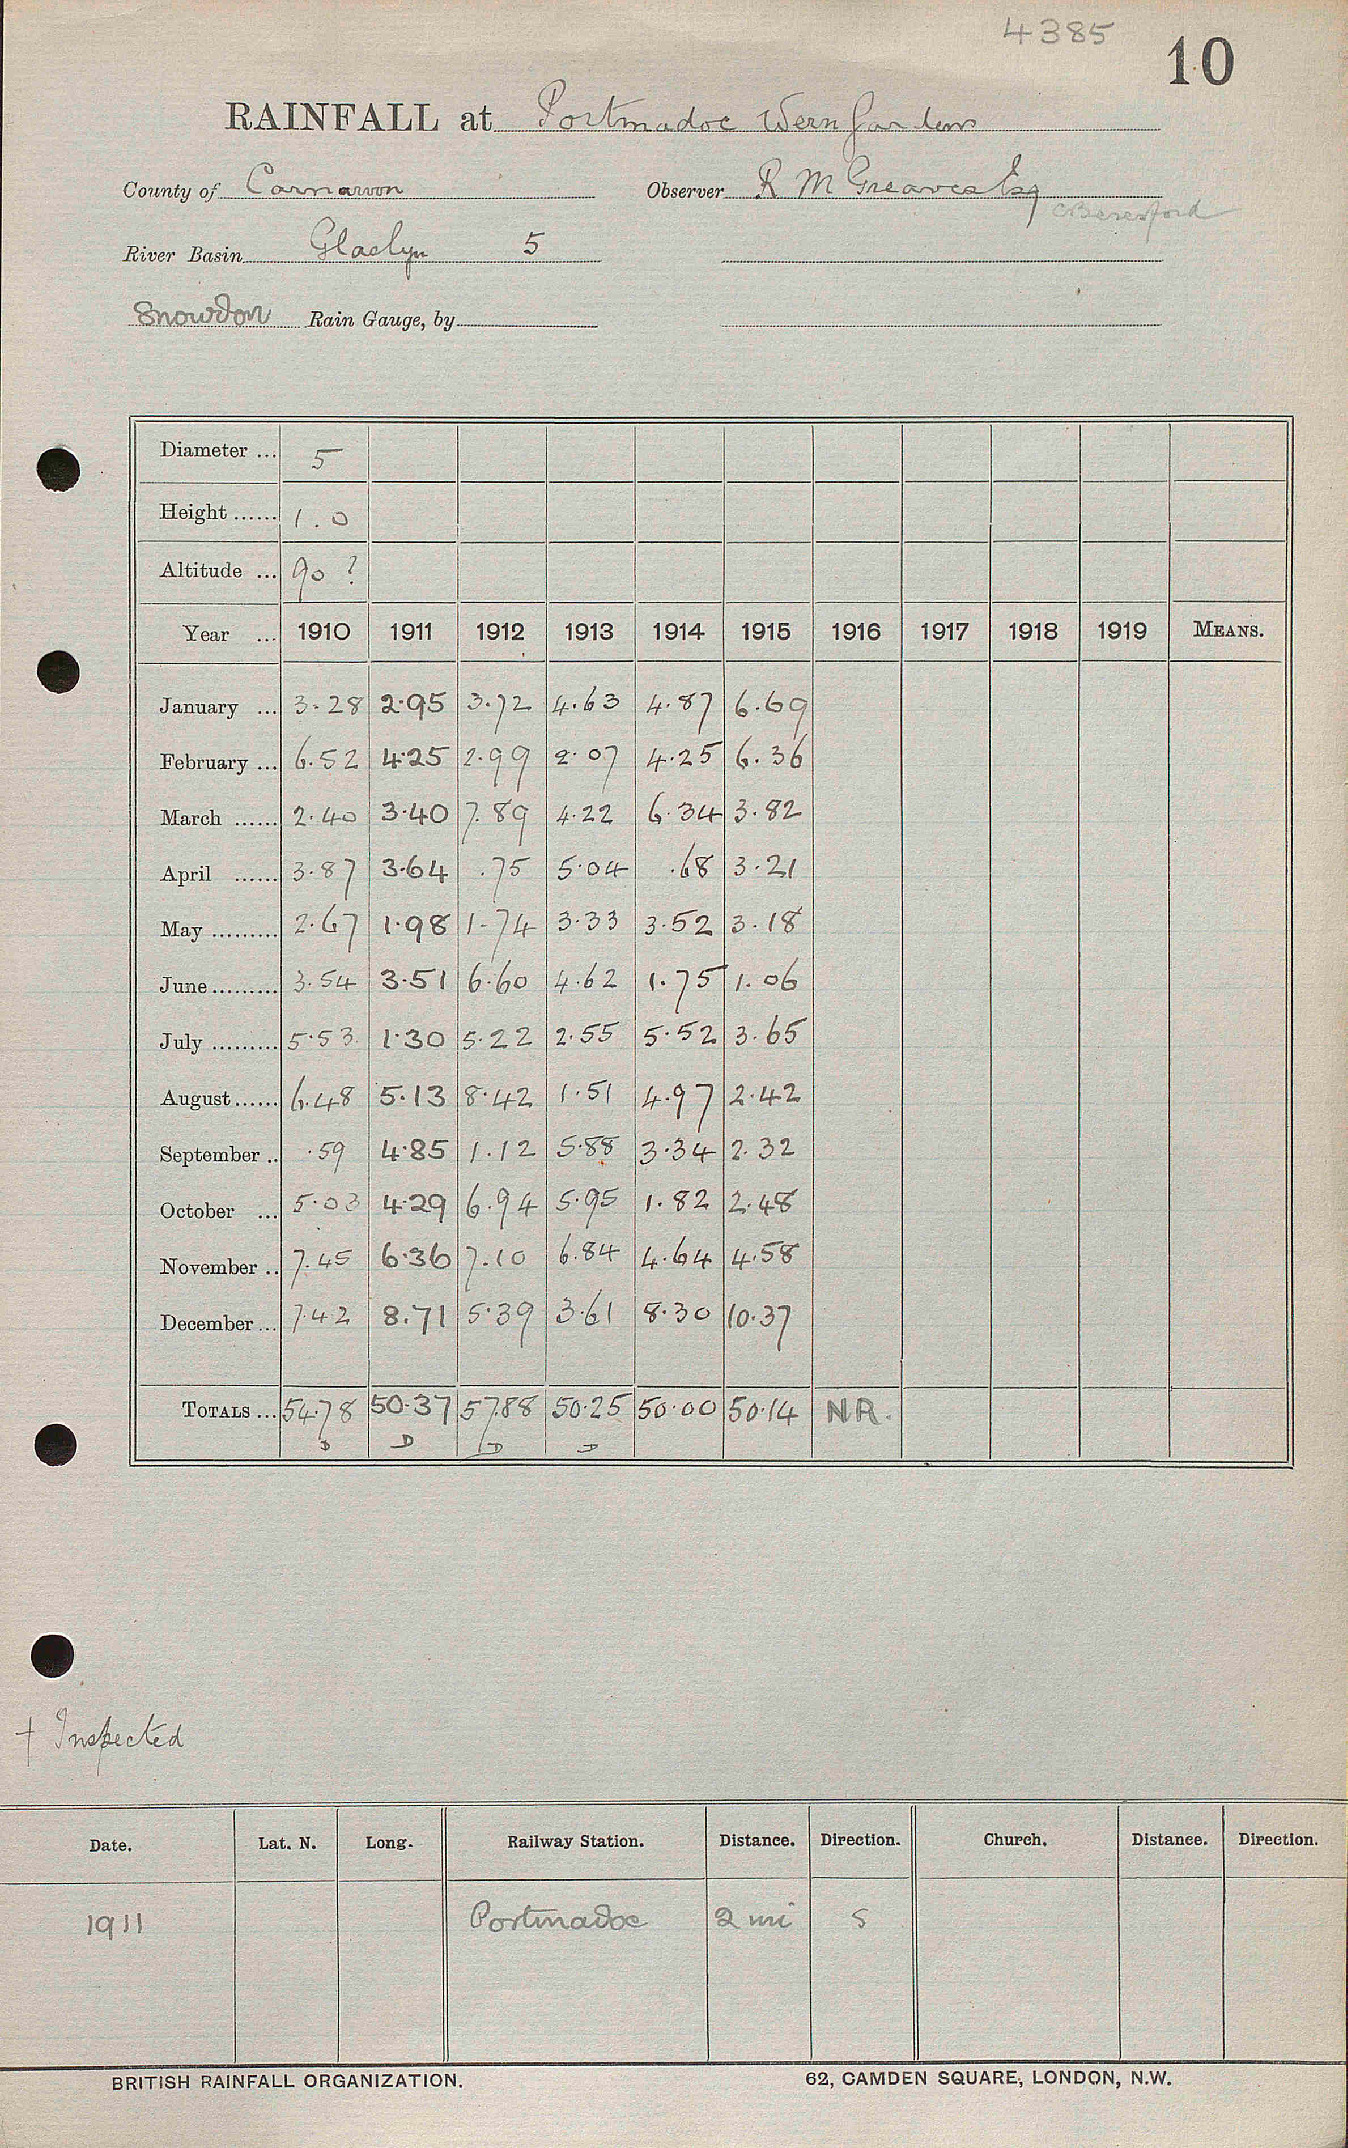 4385
10
RAINFALL at Portmadoc Wern Gardens
County of Carnarvon Observer R M Greaves Esq
C Beresford
River Basin Glaslyn 5
Snowdon Rain Gauge, by
Diameter ... 5
Height ...... 1.0
Altitude ... 90 ?
Year ... 1910 1911 1912 1913 1914 1915 1916 1917 1918 1919 MEANS.
January ... 3.28 2.95 3.72 4.63 4.87 6.69
February ... 6.52 4.25 2.99 2.07 4.25 6.36
March ...... 2.40 3.40 7.89 4.22 6.34 3.82
April ...... 3.87 3.64 .75 5.04 .68 3.21
May ......... 2.67 1.98 1.74 3.33 3.52 3.18
June ......... 3.54 3.51 6.60 4.62 1.75 1.06
July ......... 5.53 1.30 5.22 2.55 5.52 3.65
August ...... 6.48 5.13 8.42 1.51 4.97 2.42
September .. .59 4.85 1.12 5.88 3.34 2.32
October ... 5.03 4.29 6.94 5.95 1.82 2.48
November .. 7.45 6.36 7.10 6.84 4.64 4.58
December ... 7.42 8.71 5.39 3.61 8.30 10.37
TOTALS ... 54.78 50.37 57.88 50.25 50.00 50.14 N.R.
D D D D
† Inspected
Date. Lat. N. Long. Railway Station. Distance. Direction. Church. Distance. Direction.
1911 Portmadoc 2 mi S
BRITISH RAINFALL ORGANIZATION. 62, CAMDEN SQUARE, LONDON, N.W.